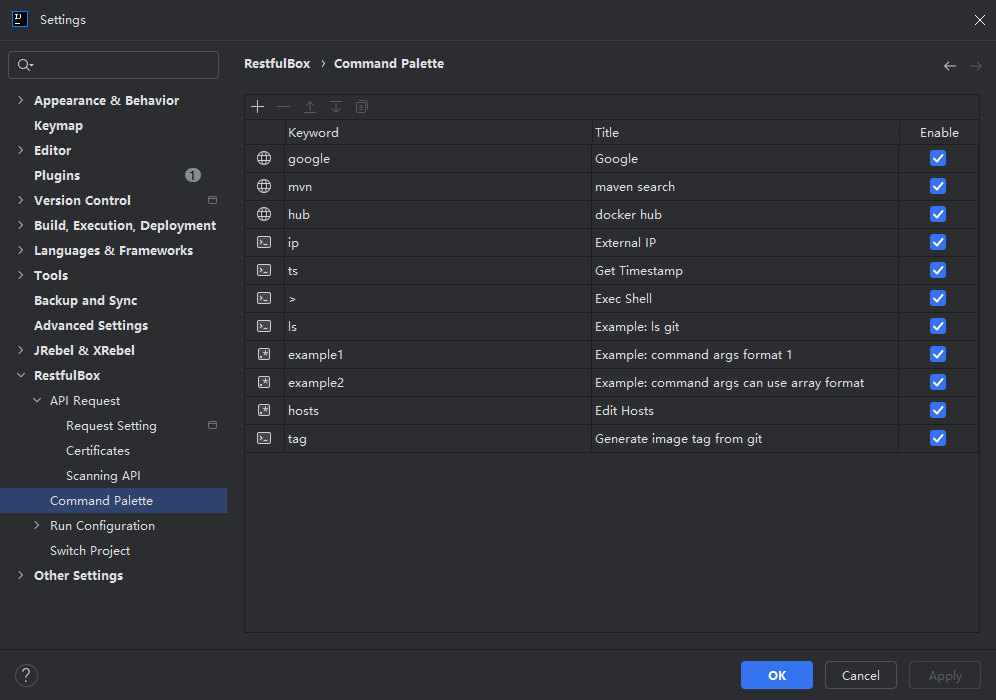 Settings
RestfulBox › Command Palette
Appearance & Behavior
Keymap
Editor
Plugins 1
Version Control
Build, Execution, Deployment
Languages & Frameworks
Tools
Backup and Sync
Advanced Settings
JRebel & XRebel
RestfulBox
API Request
Request Setting
Certificates
Scanning API
Command Palette
Run Configuration
Switch Project
Other Settings
Keyword Title Enable
google Google
mvn maven search
hub docker hub
ip External IP
ts Get Timestamp
> Exec Shell
ls Example: ls git
example1 Example: command args format 1
example2 Example: command args can use array format
hosts Edit Hosts
tag Generate image tag from git
? OK Cancel Apply